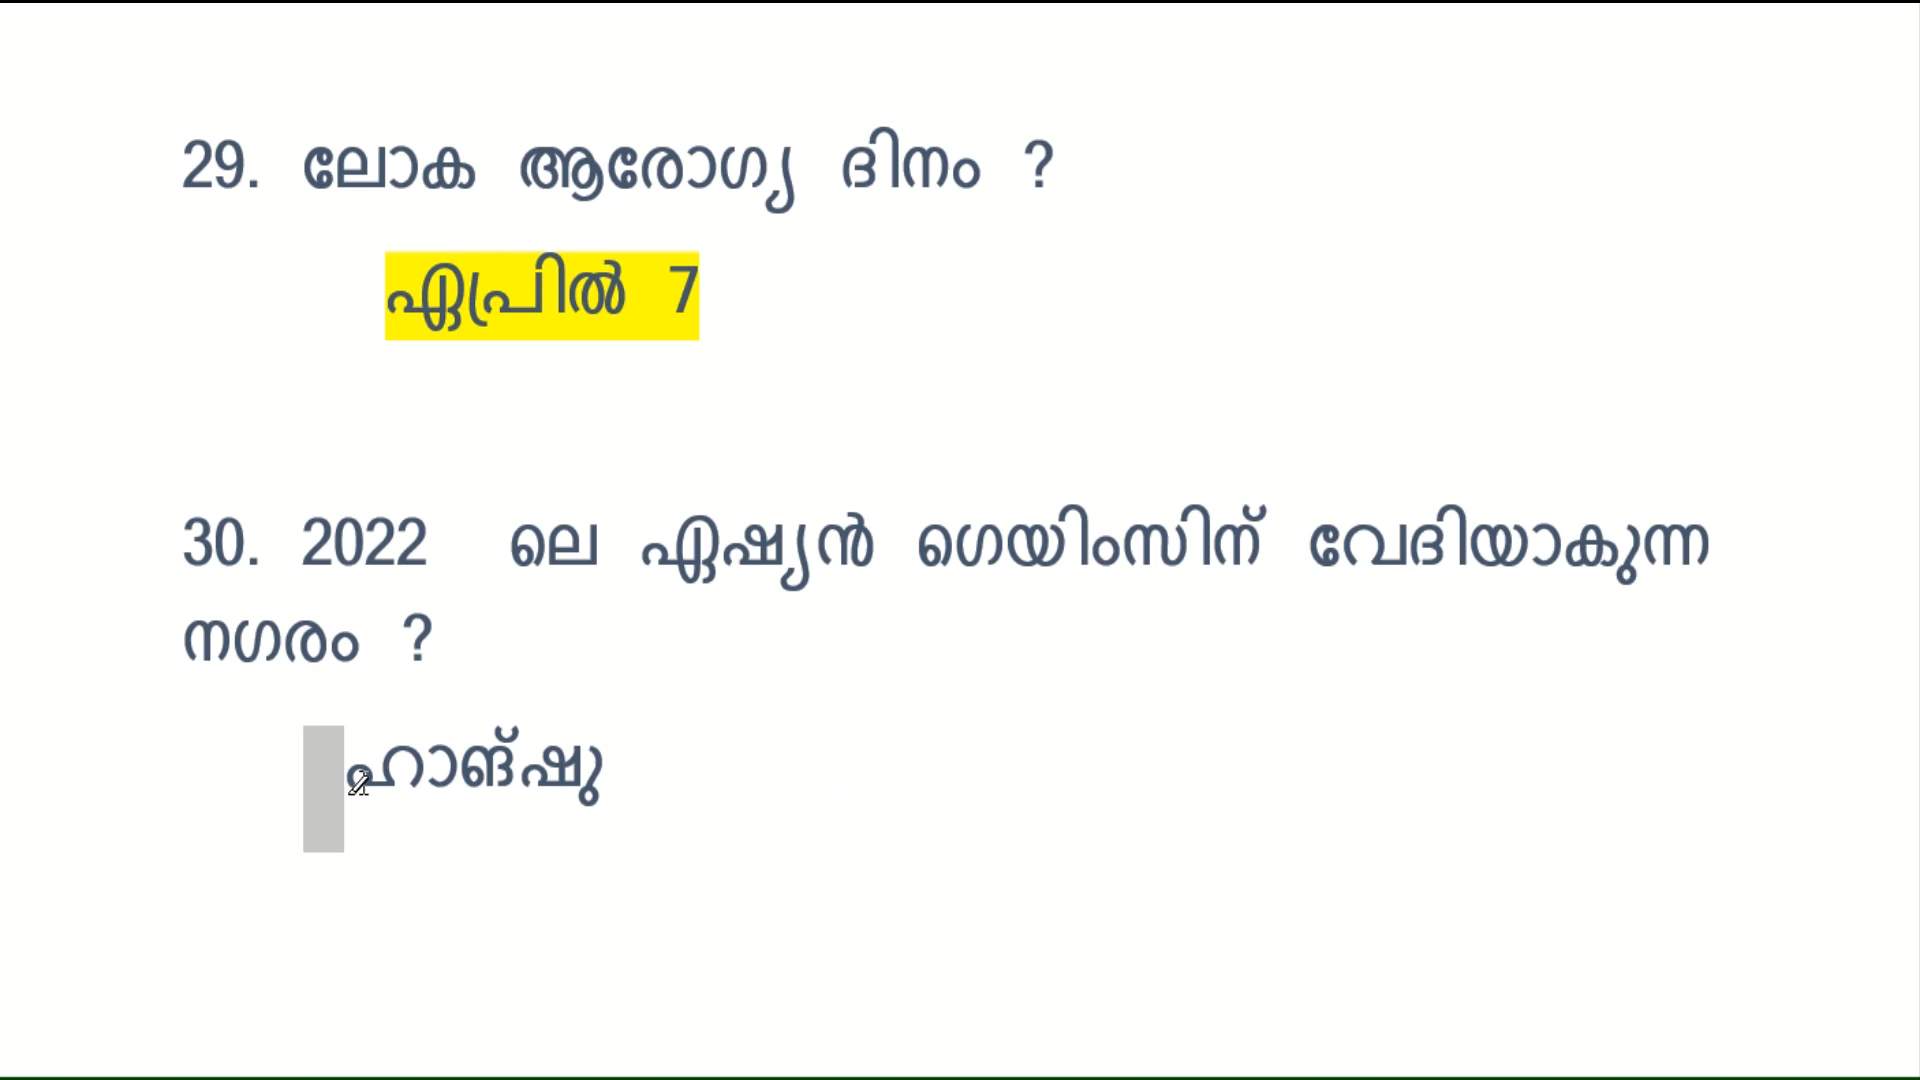 29. ലോക ആരോഗ്യ ദിനം ?
ഏപ്രിൽ 7
30. 2022 ലെ ഏഷ്യൻ ഗെയിംസിന് വേദിയാകുന്ന
നഗരം ?
ഹാങ്ഷു